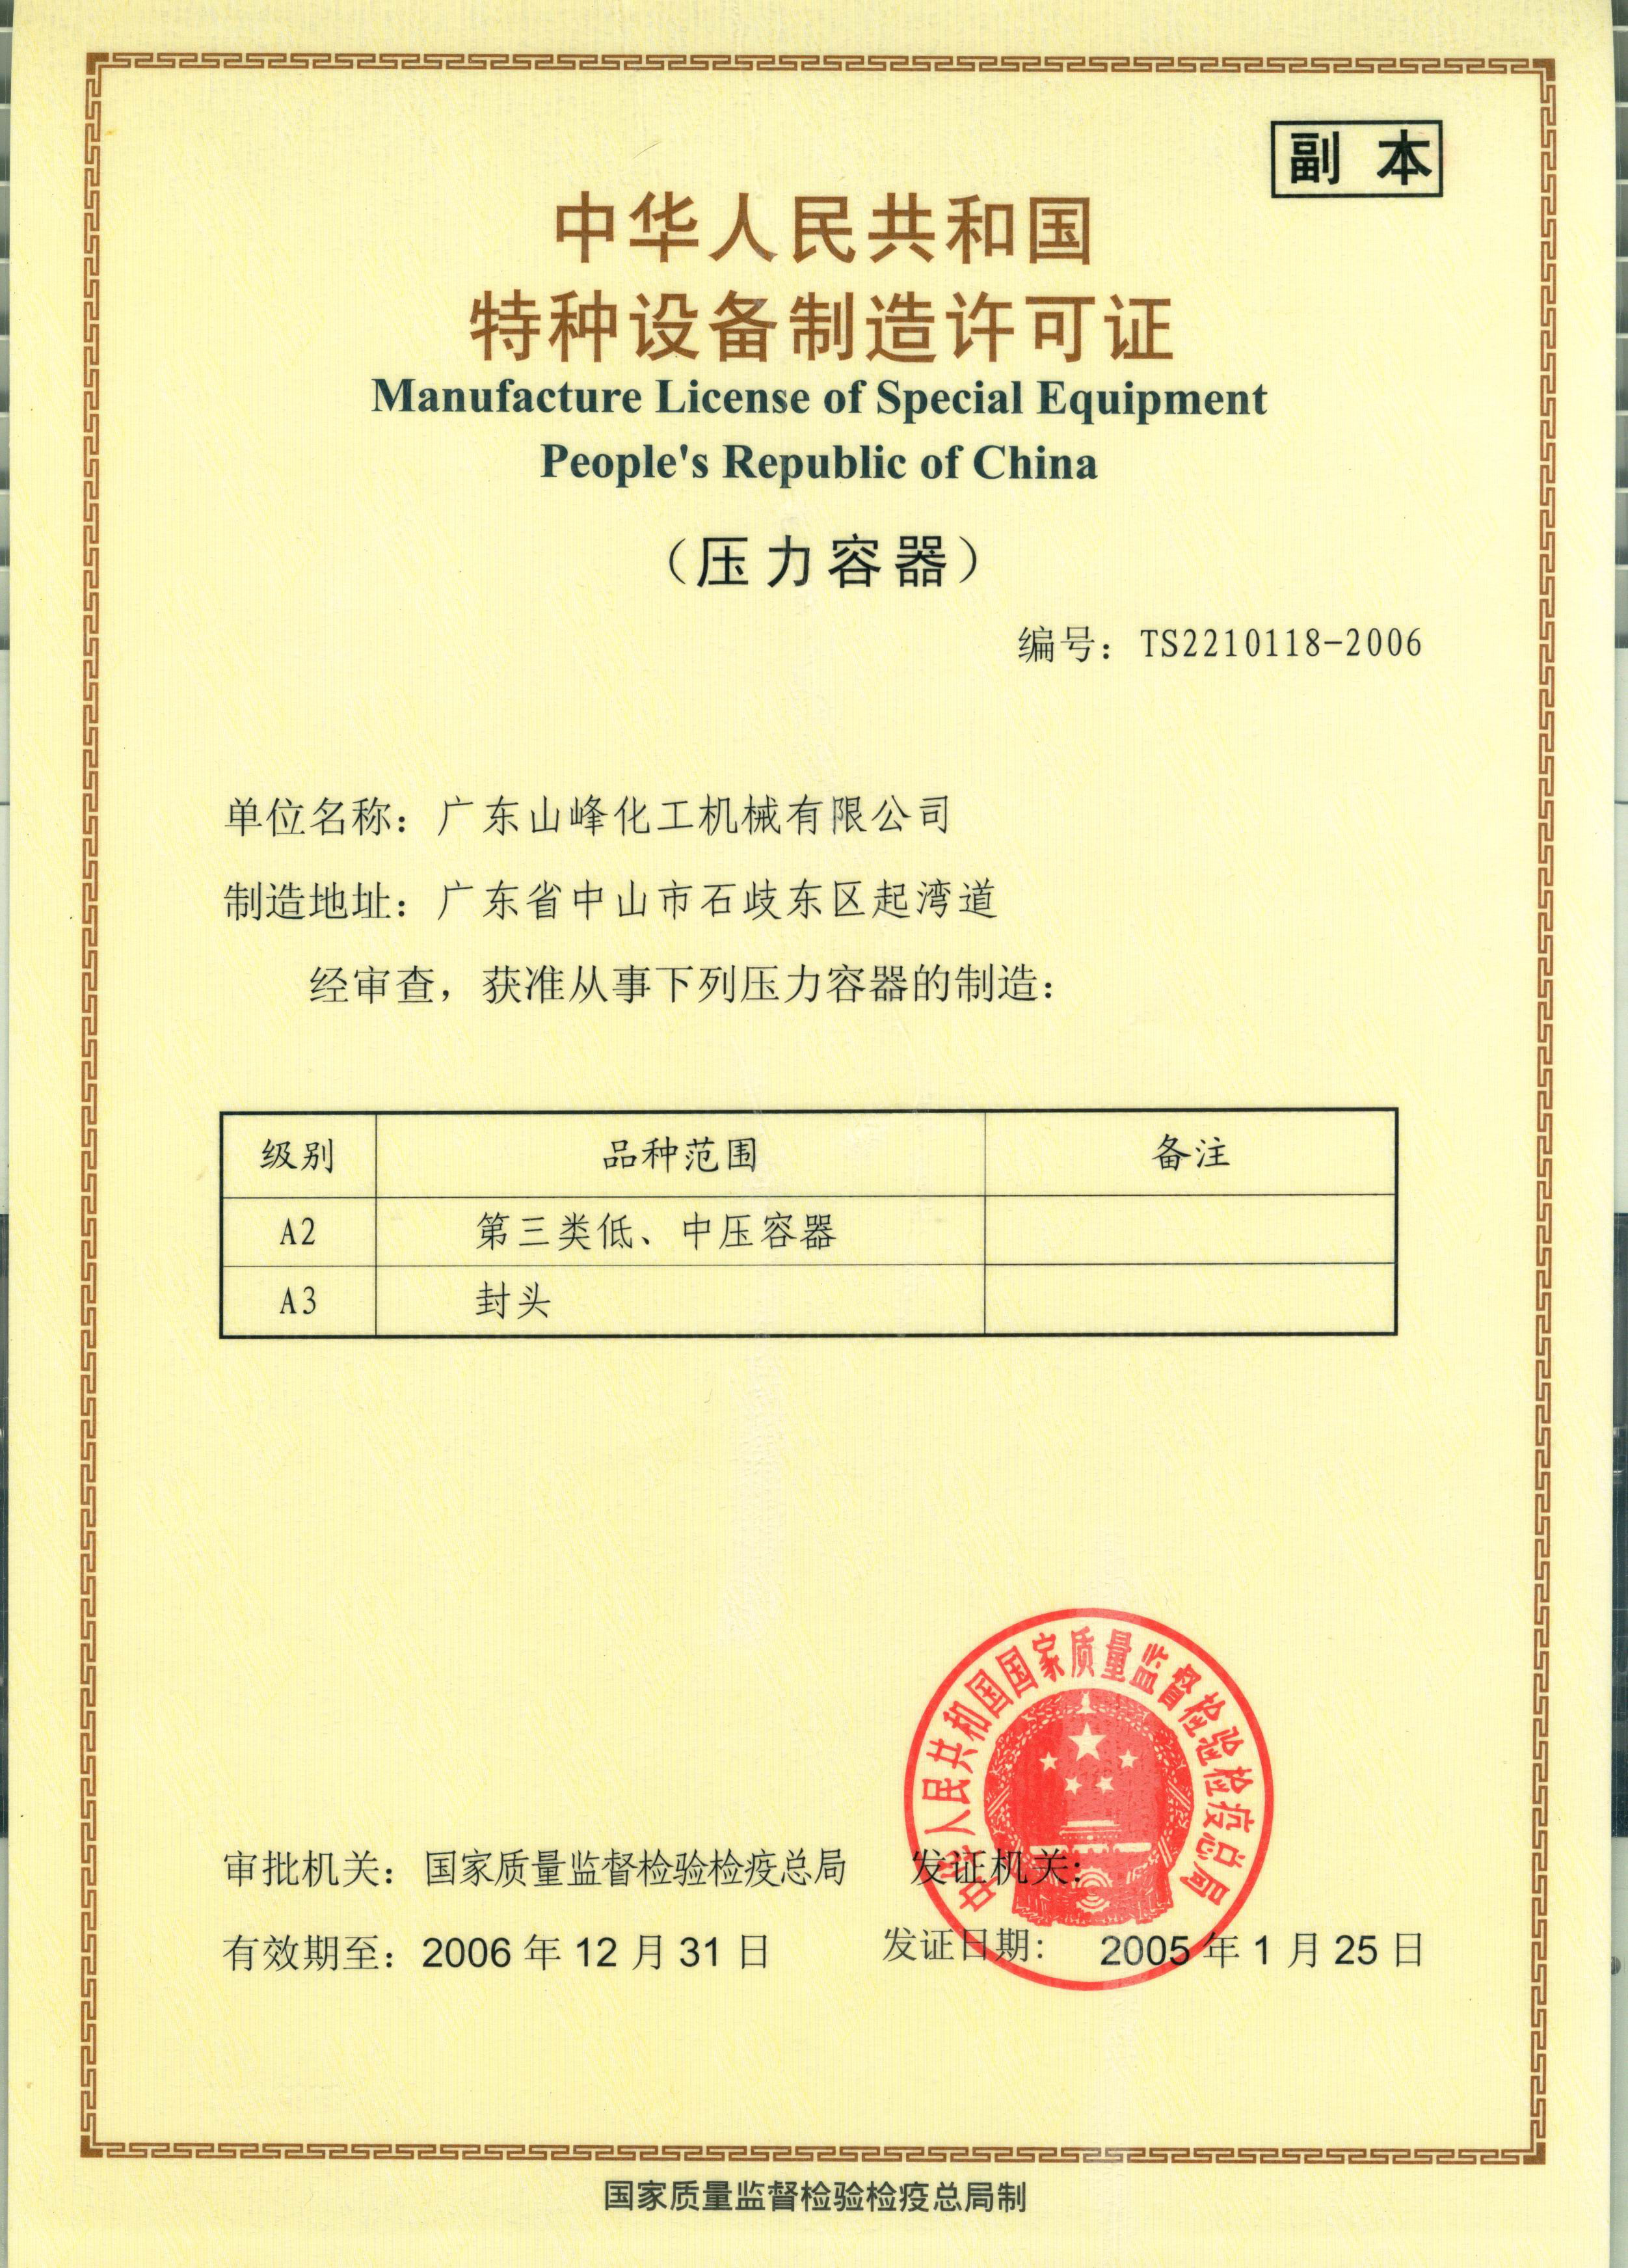 副 本
中华人民共和国
特种设备制造许可证
Manufacture License of Special Equipment
People's Republic of China
（压力容器）
编号：TS2210118-2006
单位名称：广东山峰化工机械有限公司
制造地址：广东省中山市石歧东区起湾道
经审查，获准从事下列压力容器的制造：
级别 品种范围 备注
A2 第三类低、中压容器
A3 封头
中华人民共和国国家质量监督检验检疫总局
审批机关：国家质量监督检验检疫总局 发证机关：
有效期至：2006 年 12 月 31 日 发证日期： 2005 年 1 月 25 日
国家质量监督检验检疫总局制